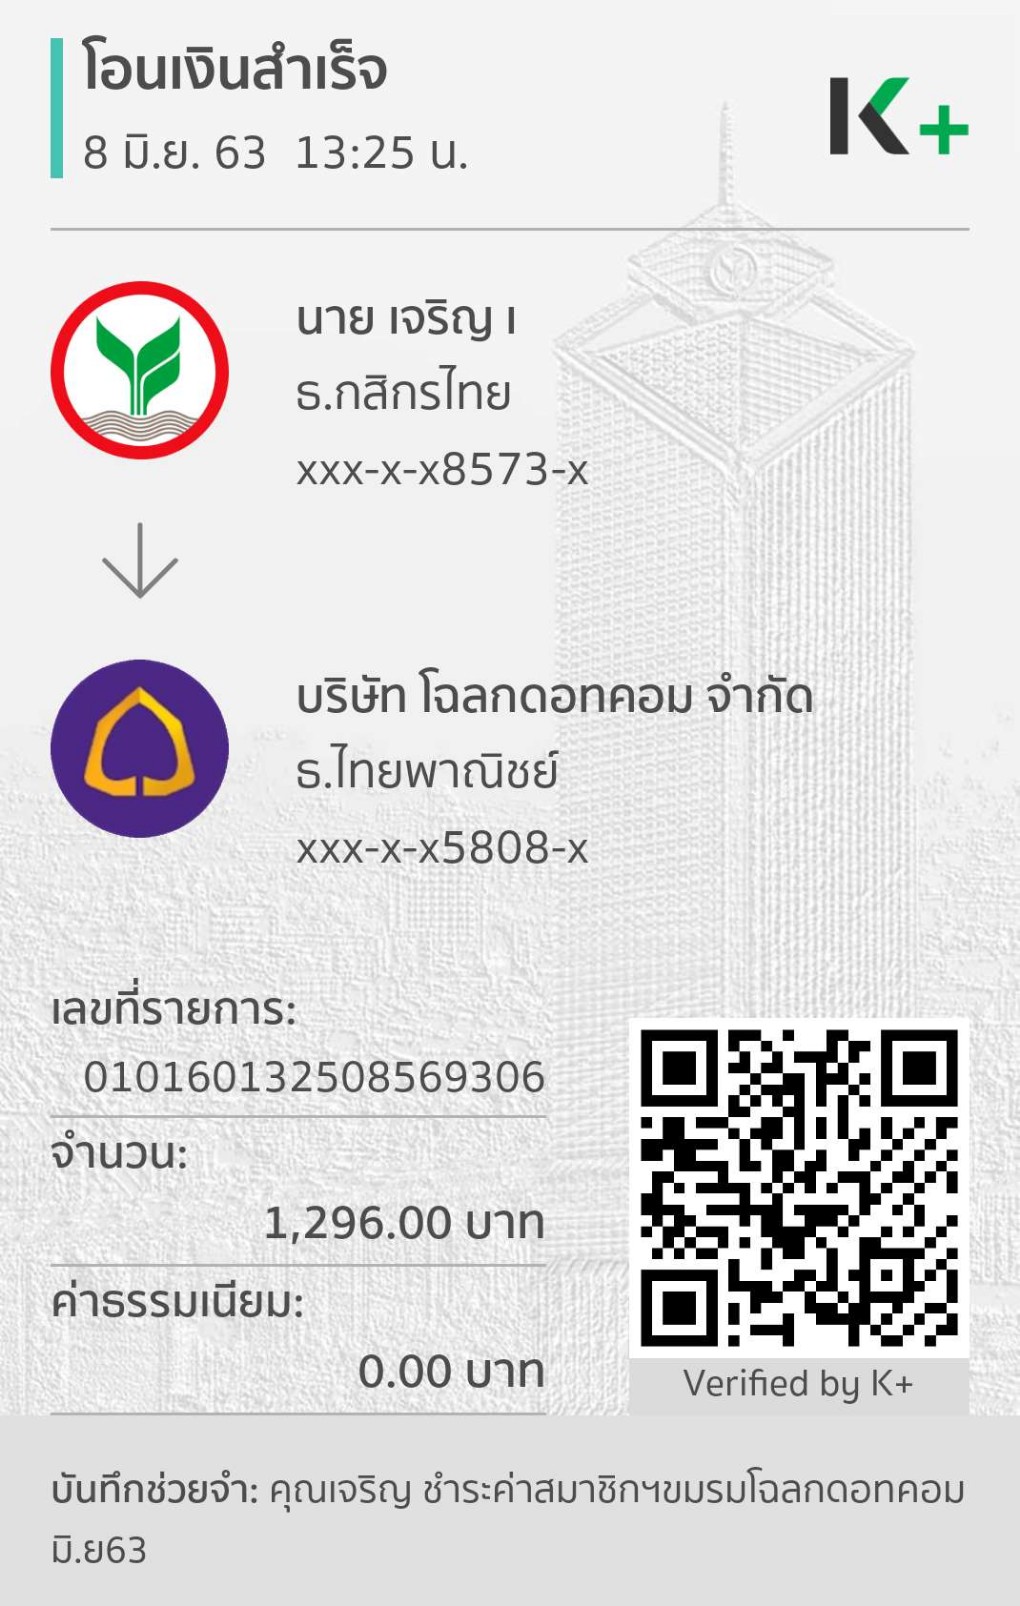 โอนเงินสำเร็จ
8 มิ.ย. 63 13:25 น.
K+
นาย เจริญ เ
ธ.กสิกรไทย
xxx-x-x8573-x
บริษัท โฉลกดอทคอม จำกัด
ธ.ไทยพาณิชย์
xxx-x-x5808-x
เลขที่รายการ:
010160132508569306
จำนวน:
1,296.00 บาท
ค่าธรรมเนียม:
0.00 บาท
Verified by K+
บันทึกช่วยจำ: คุณเจริญ ชำระค่าสมาชิกฯขมรมโฉลกดอทคอม
มิ.ย63